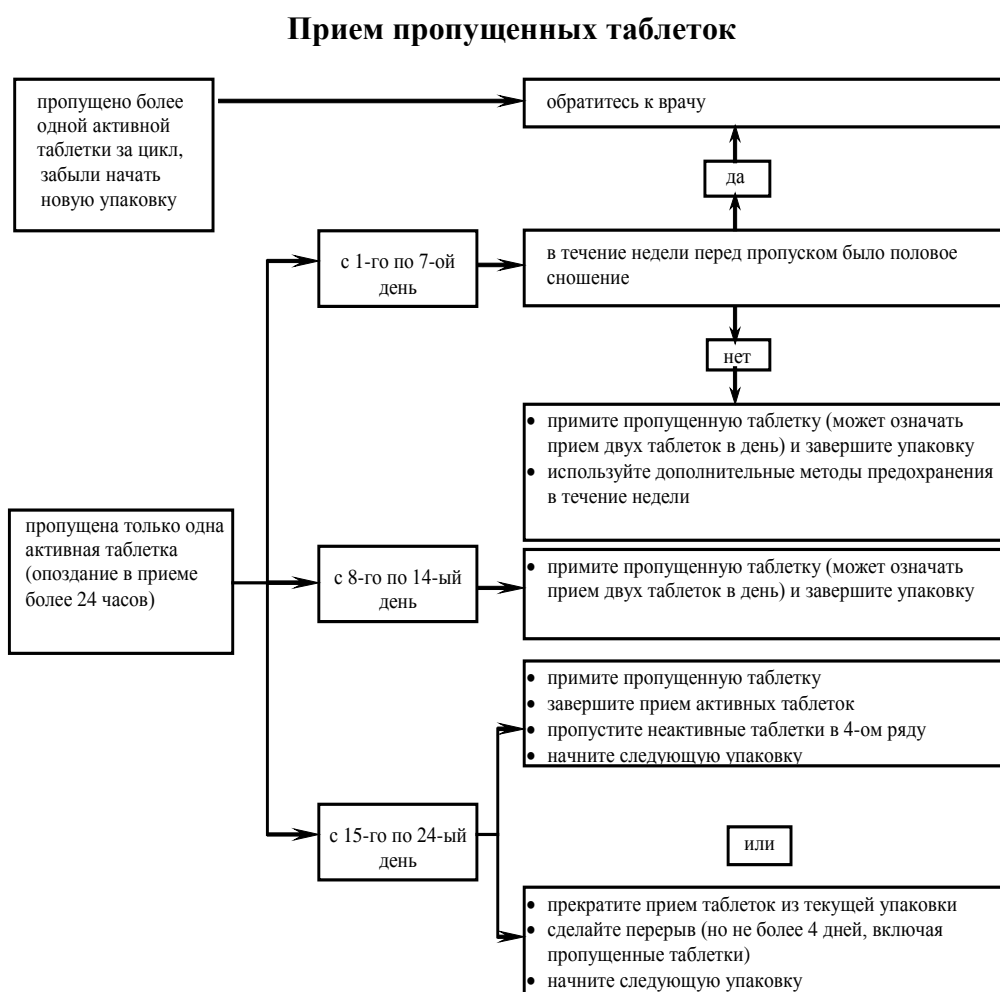 Прием пропущенных таблеток
пропущено более
одной активной
таблетки за цикл,
забыли начать
новую упаковку
обратитесь к врачу
да
с 1-го по 7-ой
день
в течение недели перед пропуском было половое
сношение
нет
• примите пропущенную таблетку (может означать
прием двух таблеток в день) и завершите упаковку
• используйте дополнительные методы предохранения
в течение недели
пропущена только одна
активная таблетка
(опоздание в приеме
более 24 часов)
с 8-го по 14-ый
день
• примите пропущенную таблетку (может означать
прием двух таблеток в день) и завершите упаковку
• примите пропущенную таблетку
• завершите прием активных таблеток
• пропустите неактивные таблетки в 4-ом ряду
• начните следующую упаковку
с 15-го по 24-ый
день
или
• прекратите прием таблеток из текущей упаковки
• сделайте перерыв (но не более 4 дней, включая
пропущенные таблетки)
• начните следующую упаковку